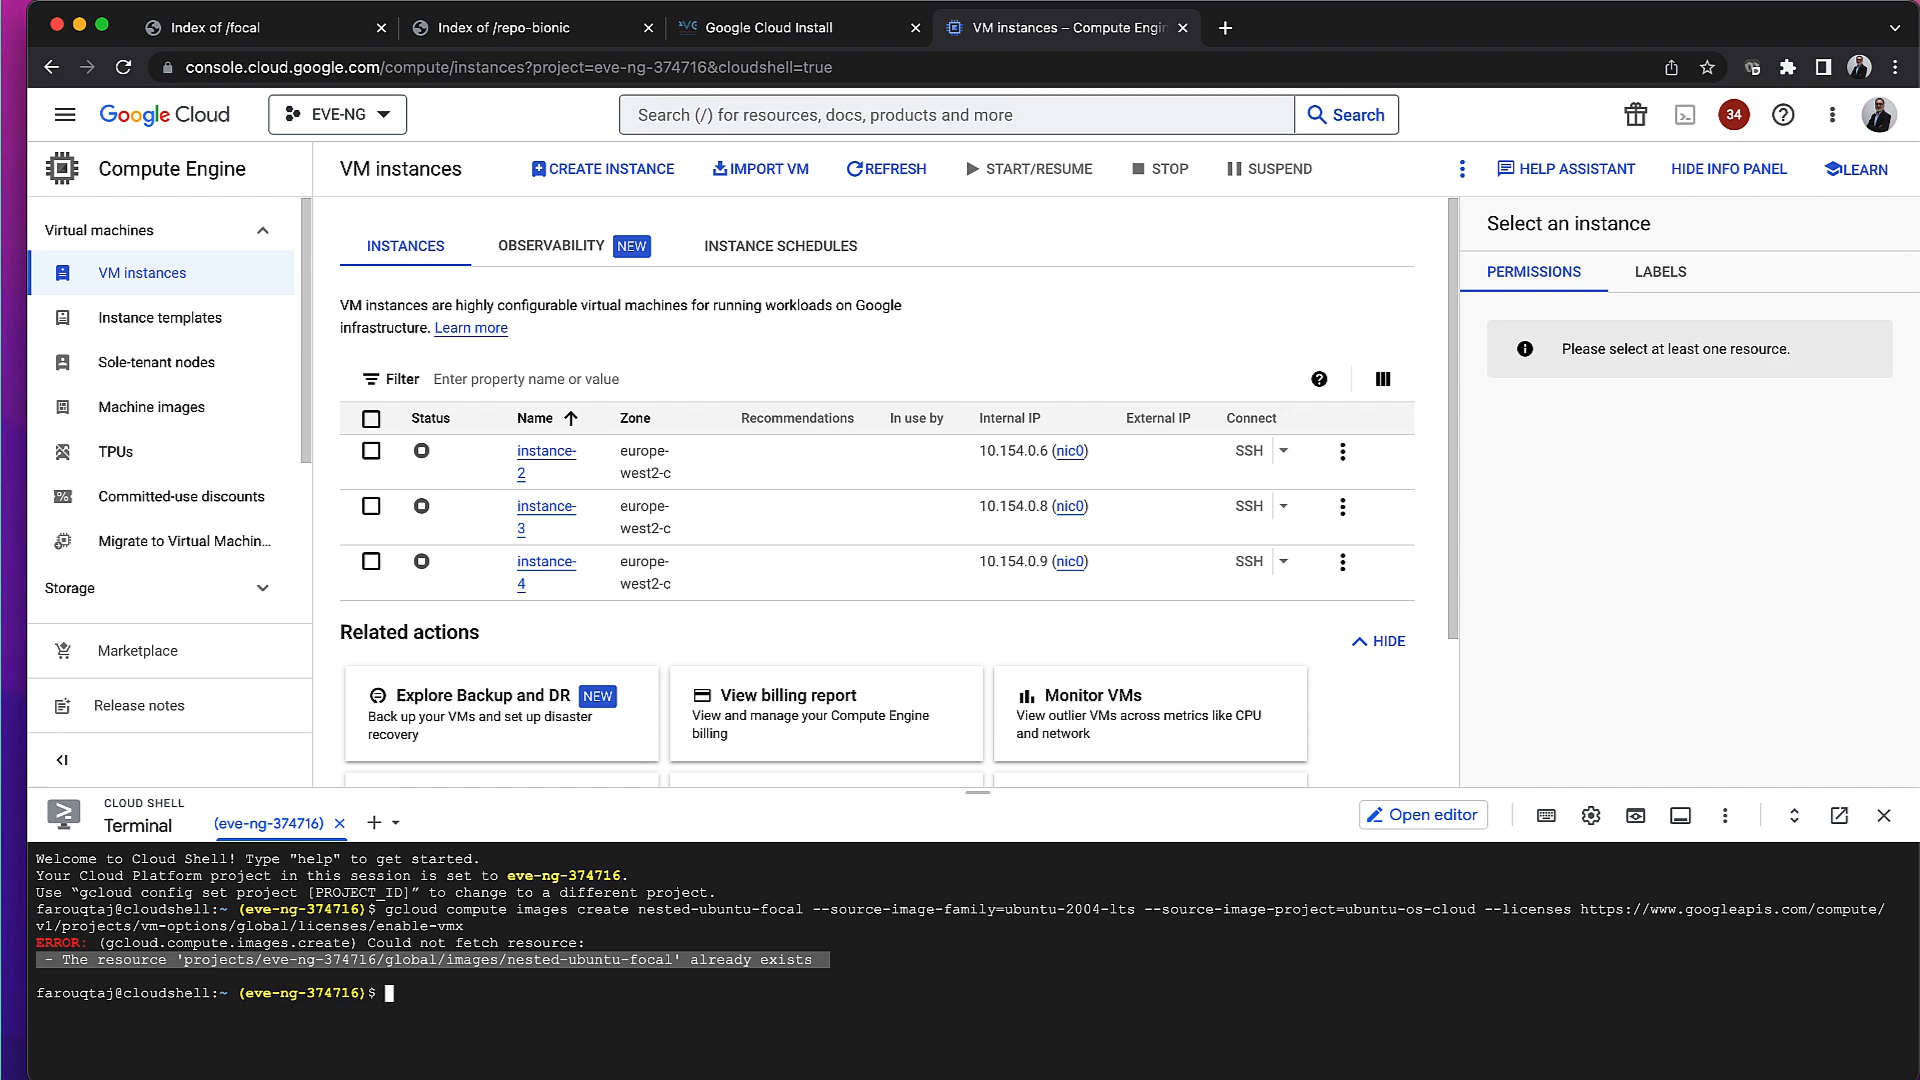 Index of /focal
Index of /repo-bionic
Google Cloud Install
VM instances – Compute Engin
console.cloud.google.com/compute/instances?project=eve-ng-374716&cloudshell=true
Google Cloud
EVE-NG
Search (/) for resources, docs, products and more
Search
34
Compute Engine
VM instances
CREATE INSTANCE
IMPORT VM
REFRESH
START/RESUME
STOP
SUSPEND
HELP ASSISTANT
HIDE INFO PANEL
LEARN
Virtual machines
VM instances
Instance templates
Sole-tenant nodes
Machine images
TPUs
Committed-use discounts
Migrate to Virtual Machin...
Storage
Marketplace
Release notes
INSTANCES
OBSERVABILITY NEW
INSTANCE SCHEDULES
VM instances are highly configurable virtual machines for running workloads on Google
infrastructure. Learn more
Filter Enter property name or value
Status Name Zone Recommendations In use by Internal IP External IP Connect
instance- europe- 10.154.0.6 (nic0) SSH
2 west2-c
instance- europe- 10.154.0.8 (nic0) SSH
3 west2-c
instance- europe- 10.154.0.9 (nic0) SSH
4 west2-c
Related actions
HIDE
Explore Backup and DR NEW
Back up your VMs and set up disaster
recovery
View billing report
View and manage your Compute Engine
billing
Monitor VMs
View outlier VMs across metrics like CPU
and network
Select an instance
PERMISSIONS
LABELS
Please select at least one resource.
CLOUD SHELL
Terminal
(eve-ng-374716)
Open editor
Welcome to Cloud Shell! Type "help" to get started.
Your Cloud Platform project in this session is set to eve-ng-374716.
Use “gcloud config set project [PROJECT_ID]” to change to a different project.
farouqtaj@cloudshell:~ (eve-ng-374716)$ gcloud compute images create nested-ubuntu-focal --source-image-family=ubuntu-2004-lts --source-image-project=ubuntu-os-cloud --licenses https://www.googleapis.com/compute/
v1/projects/vm-options/global/licenses/enable-vmx
ERROR: (gcloud.compute.images.create) Could not fetch resource:
- The resource 'projects/eve-ng-374716/global/images/nested-ubuntu-focal' already exists
farouqtaj@cloudshell:~ (eve-ng-374716)$